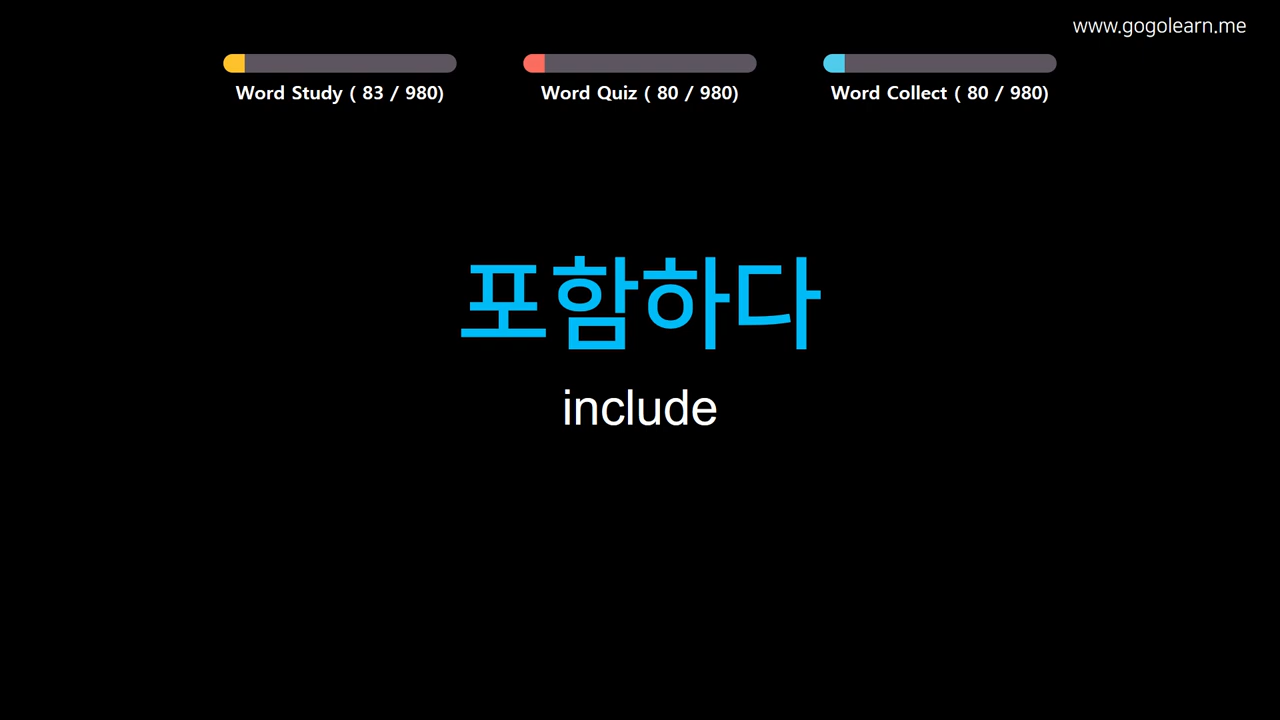 www.gogolearn.me
Word Study ( 83 / 980)
Word Quiz ( 80 / 980)
Word Collect ( 80 / 980)
포함하다
include